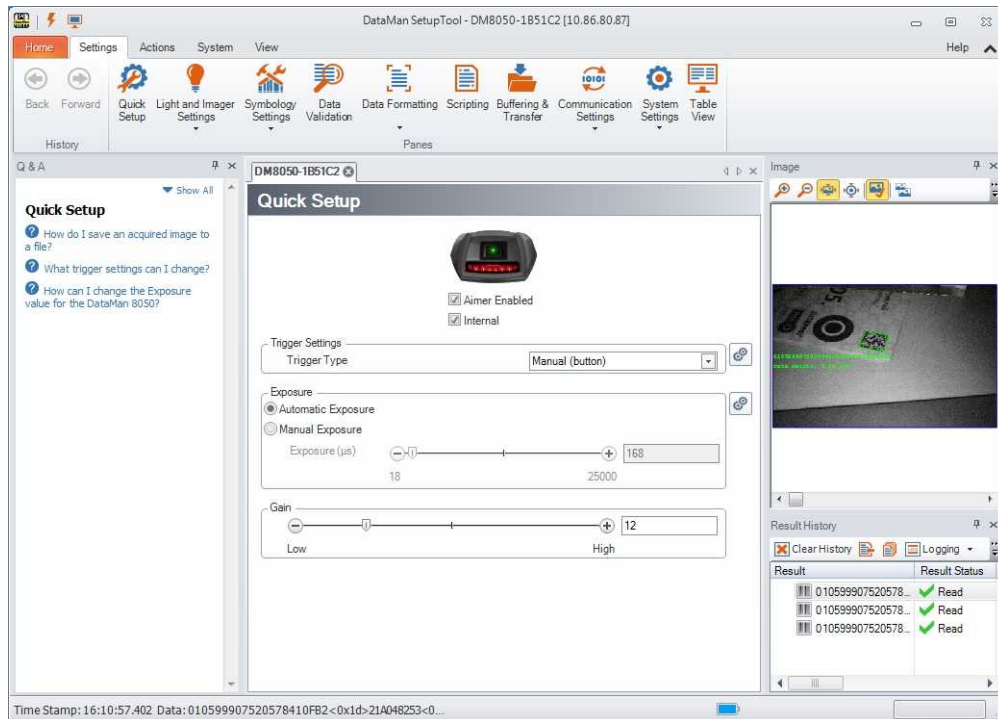 DataMan SetupTool - DM8050-1B51C2 [10.86.80.87]
Home Settings Actions System View Help
Back Forward Quick Setup Light and Imager Settings Symbology Settings Data Validation Data Formatting Scripting Buffering & Transfer Communication Settings System Settings Table View
History Panes
Q & A
Show All
Quick Setup
How do I save an acquired image to
a file?
What trigger settings can I change?
How can I change the Exposure
value for the DataMan 8050?
DM8050-1B51C2
Quick Setup
Aimer Enabled
Internal
Trigger Settings
Trigger Type Manual (button)
Exposure
Automatic Exposure
Manual Exposure
Exposure (µs) 168
18 25000
Gain
12
Low High
Image
Result History
Clear History Logging
Result Result Status
010599907520578... Read
010599907520578... Read
010599907520578... Read
Time Stamp: 16:10:57.402 Data: 010599907520578410FB2<0x1d>21A048253<0...